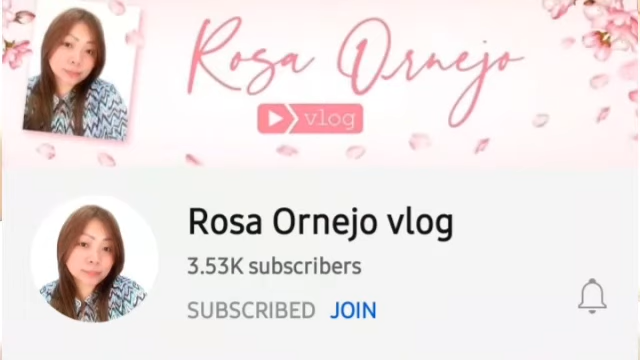 Rosa Ornejo
vlog
Rosa Ornejo vlog
3.53K subscribers
SUBSCRIBED JOIN